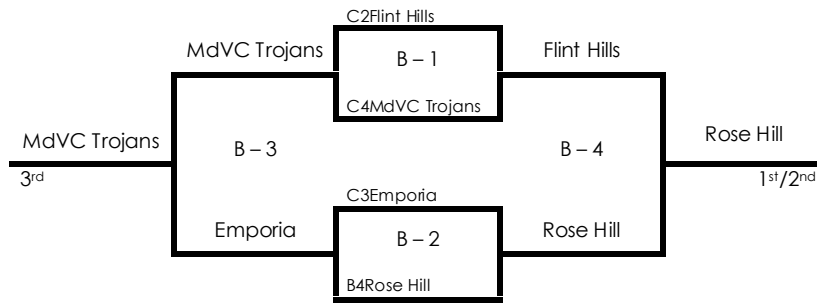 C2Flint Hills
MdVC Trojans
Flint Hills
B – 1
C4MdVC Trojans
MdVC Trojans
B – 3
B – 4
Rose Hill
3rd
1st/2nd
C3Emporia
Emporia
B – 2
Rose Hill
B4Rose Hill